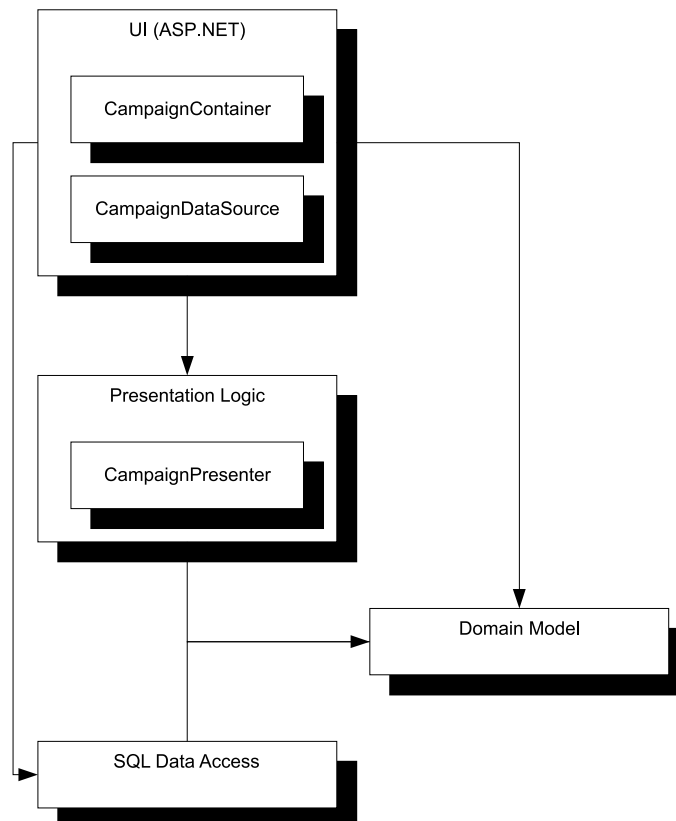 UI (ASP.NET)
CampaignContainer
CampaignDataSource
Presentation Logic
CampaignPresenter
Domain Model
SQL Data Access